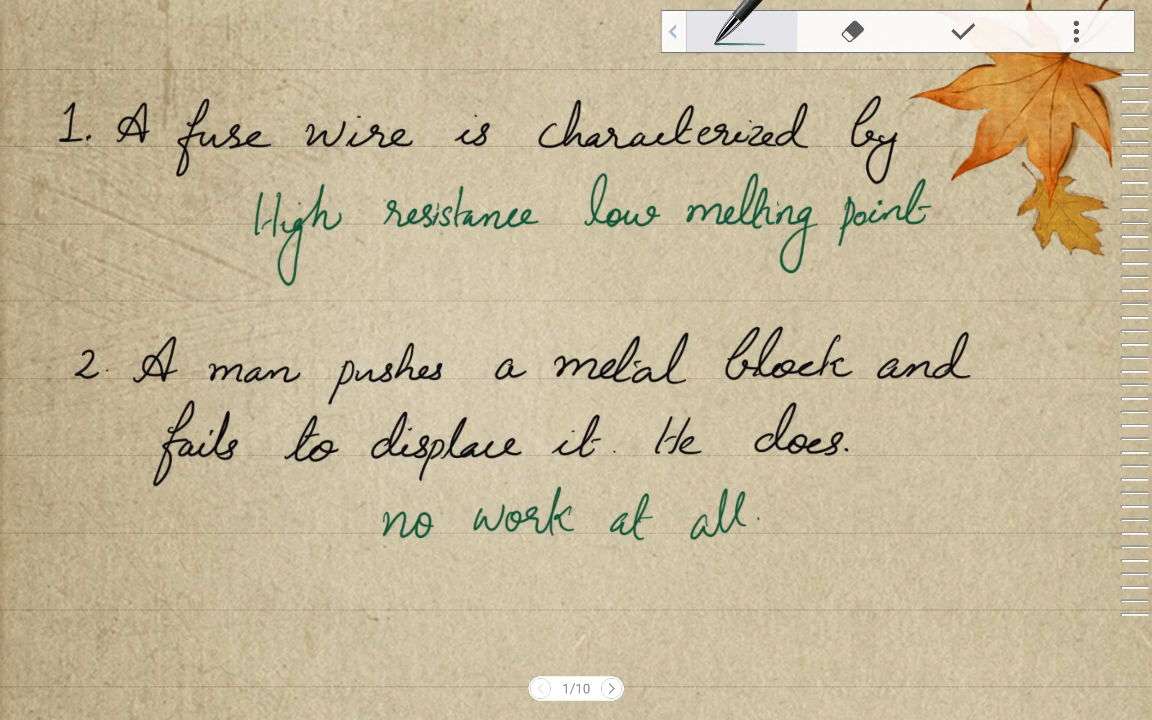 1. A fuse wire is characterized by
High resistance low melting point
2. A man pushes a metal block and
fails to displace it. He does.
no work at all.
1/10